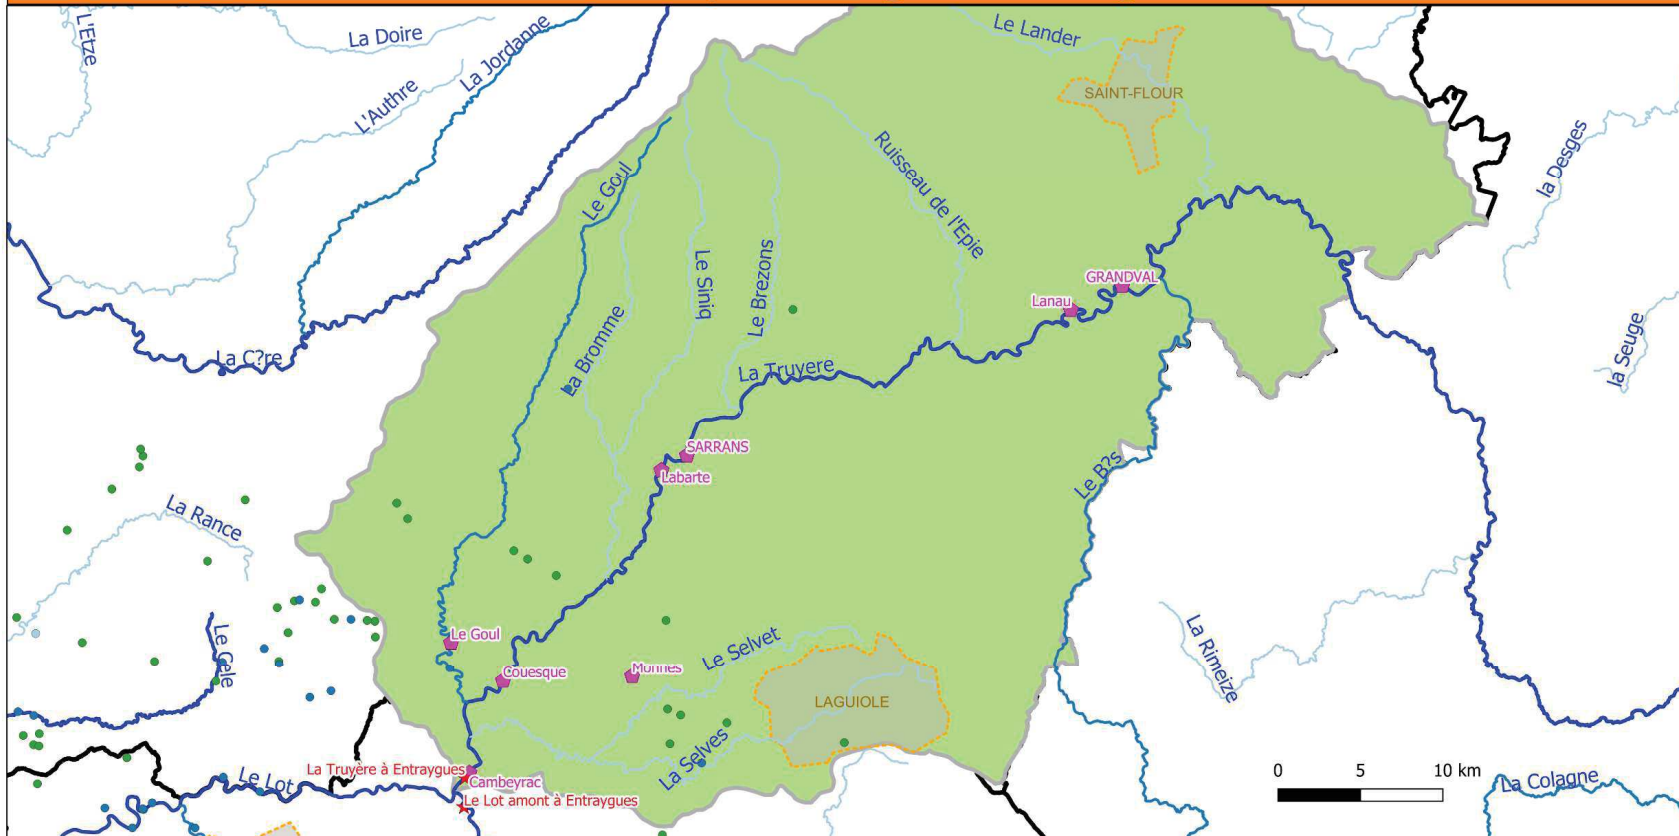 L'Etze
La Doire
La Jordanne
L'Authre
Le Lander
SAINT-FLOUR
la Desges
Ruisseau de l'Epie
Le Goul
Le Siniq
Le Brezons
La Bromme
GRANDVAL
Lanau
La C?re
La Truyere
la Seuge
SARRANS
Labarte
Le B?s
La Rance
Le Cele
Le Goul
Couesque
Monnes
Le Selvet
LAGUIOLE
La Rimeize
La Selves
La Truyère à Entraygues
Cambeyrac
Le Lot
Le Lot amont à Entraygues
0 5 10 km
La Colagne